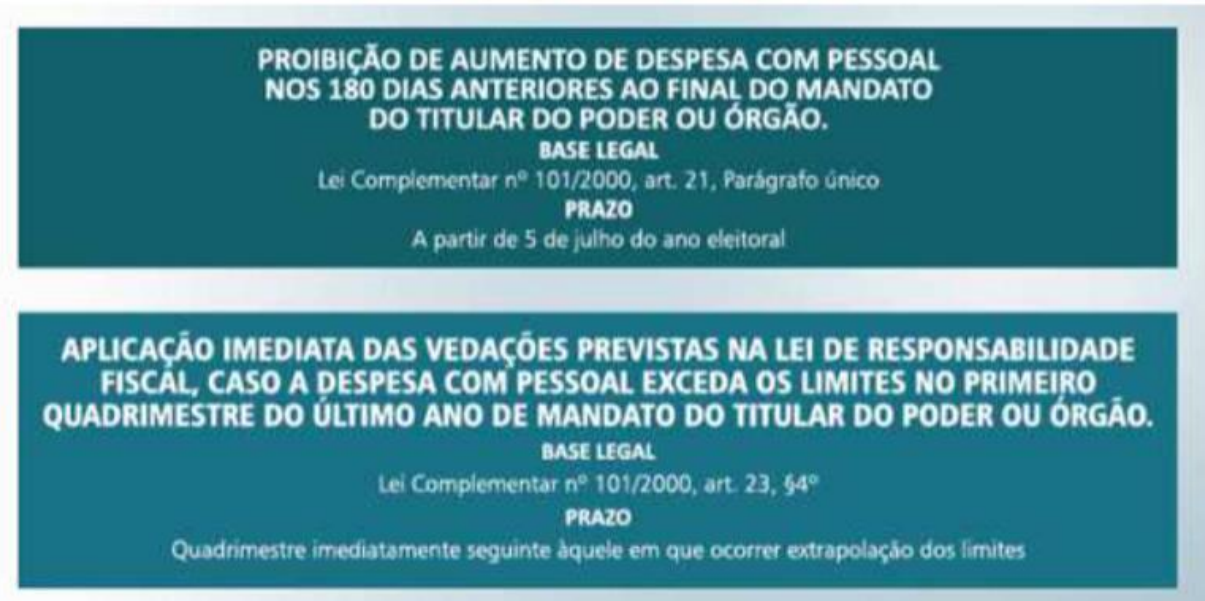 PROIBIÇÃO DE AUMENTO DE DESPESA COM PESSOAL
NOS 180 DIAS ANTERIORES AO FINAL DO MANDATO
DO TITULAR DO PODER OU ÓRGÃO.
BASE LEGAL
Lei Complementar nº 101/2000, art. 21, Parágrafo único
PRAZO
A partir de 5 de julho do ano eleitoral
APLICAÇÃO IMEDIATA DAS VEDAÇÕES PREVISTAS NA LEI DE RESPONSABILIDADE
FISCAL, CASO A DESPESA COM PESSOAL EXCEDA OS LIMITES NO PRIMEIRO
QUADRIMESTRE DO ÚLTIMO ANO DE MANDATO DO TITULAR DO PODER OU ÓRGÃO.
BASE LEGAL
Lei Complementar nº 101/2000, art. 23, §4º
PRAZO
Quadrimestre imediatamente seguinte àquele em que ocorrer extrapolação dos limites